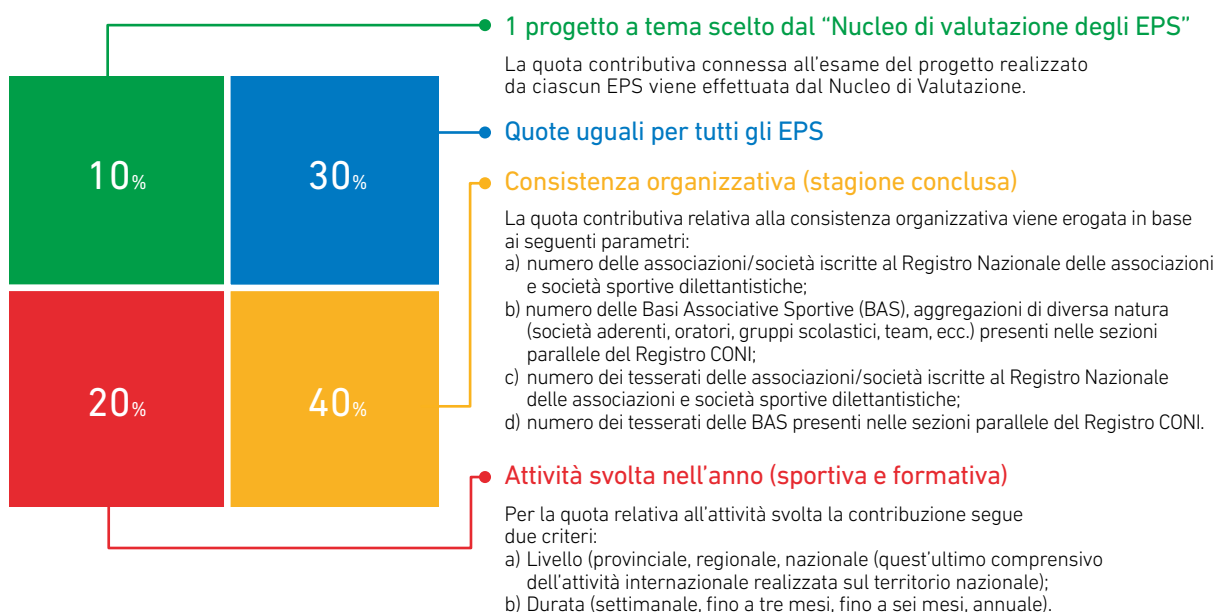 1 progetto a tema scelto dal “Nucleo di valutazione degli EPS”
La quota contributiva connessa all’esame del progetto realizzato
da ciascun EPS viene effettuata dal Nucleo di Valutazione.
10%
30%
Quote uguali per tutti gli EPS
Consistenza organizzativa (stagione conclusa)
La quota contributiva relativa alla consistenza organizzativa viene erogata in base
ai seguenti parametri:
a) numero delle associazioni/società iscritte al Registro Nazionale delle associazioni
e società sportive dilettantistiche;
b) numero delle Basi Associative Sportive (BAS), aggregazioni di diversa natura
(società aderenti, oratori, gruppi scolastici, team, ecc.) presenti nelle sezioni
parallele del Registro CONI;
c) numero dei tesserati delle associazioni/società iscritte al Registro Nazionale
delle associazioni e società sportive dilettantistiche;
d) numero dei tesserati delle BAS presenti nelle sezioni parallele del Registro CONI.
20%
40%
Attività svolta nell’anno (sportiva e formativa)
Per la quota relativa all’attività svolta la contribuzione segue
due criteri:
a) Livello (provinciale, regionale, nazionale (quest’ultimo comprensivo
dell’attività internazionale realizzata sul territorio nazionale);
b) Durata (settimanale, fino a tre mesi, fino a sei mesi, annuale).